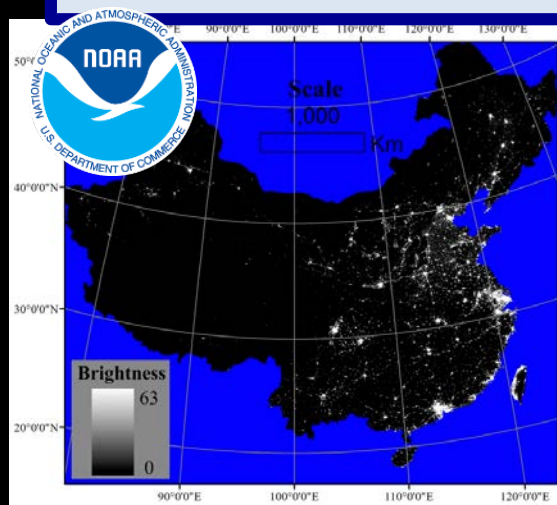 NATIONAL OCEANIC AND ATMOSPHERIC ADMINISTRATION
NOAA
U.S. DEPARTMENT OF COMMERCE
90°0'0"E 100°0'0"E 110°0'0"E 120°0'0"E 130°0'0"E
50°
40°0'0"N
30°0'0"N
20°0'0"N
Scale
1,000
Km
Brightness
63
0
90°0'0"E 100°0'0"E 110°0'0"E 120°0'0"E